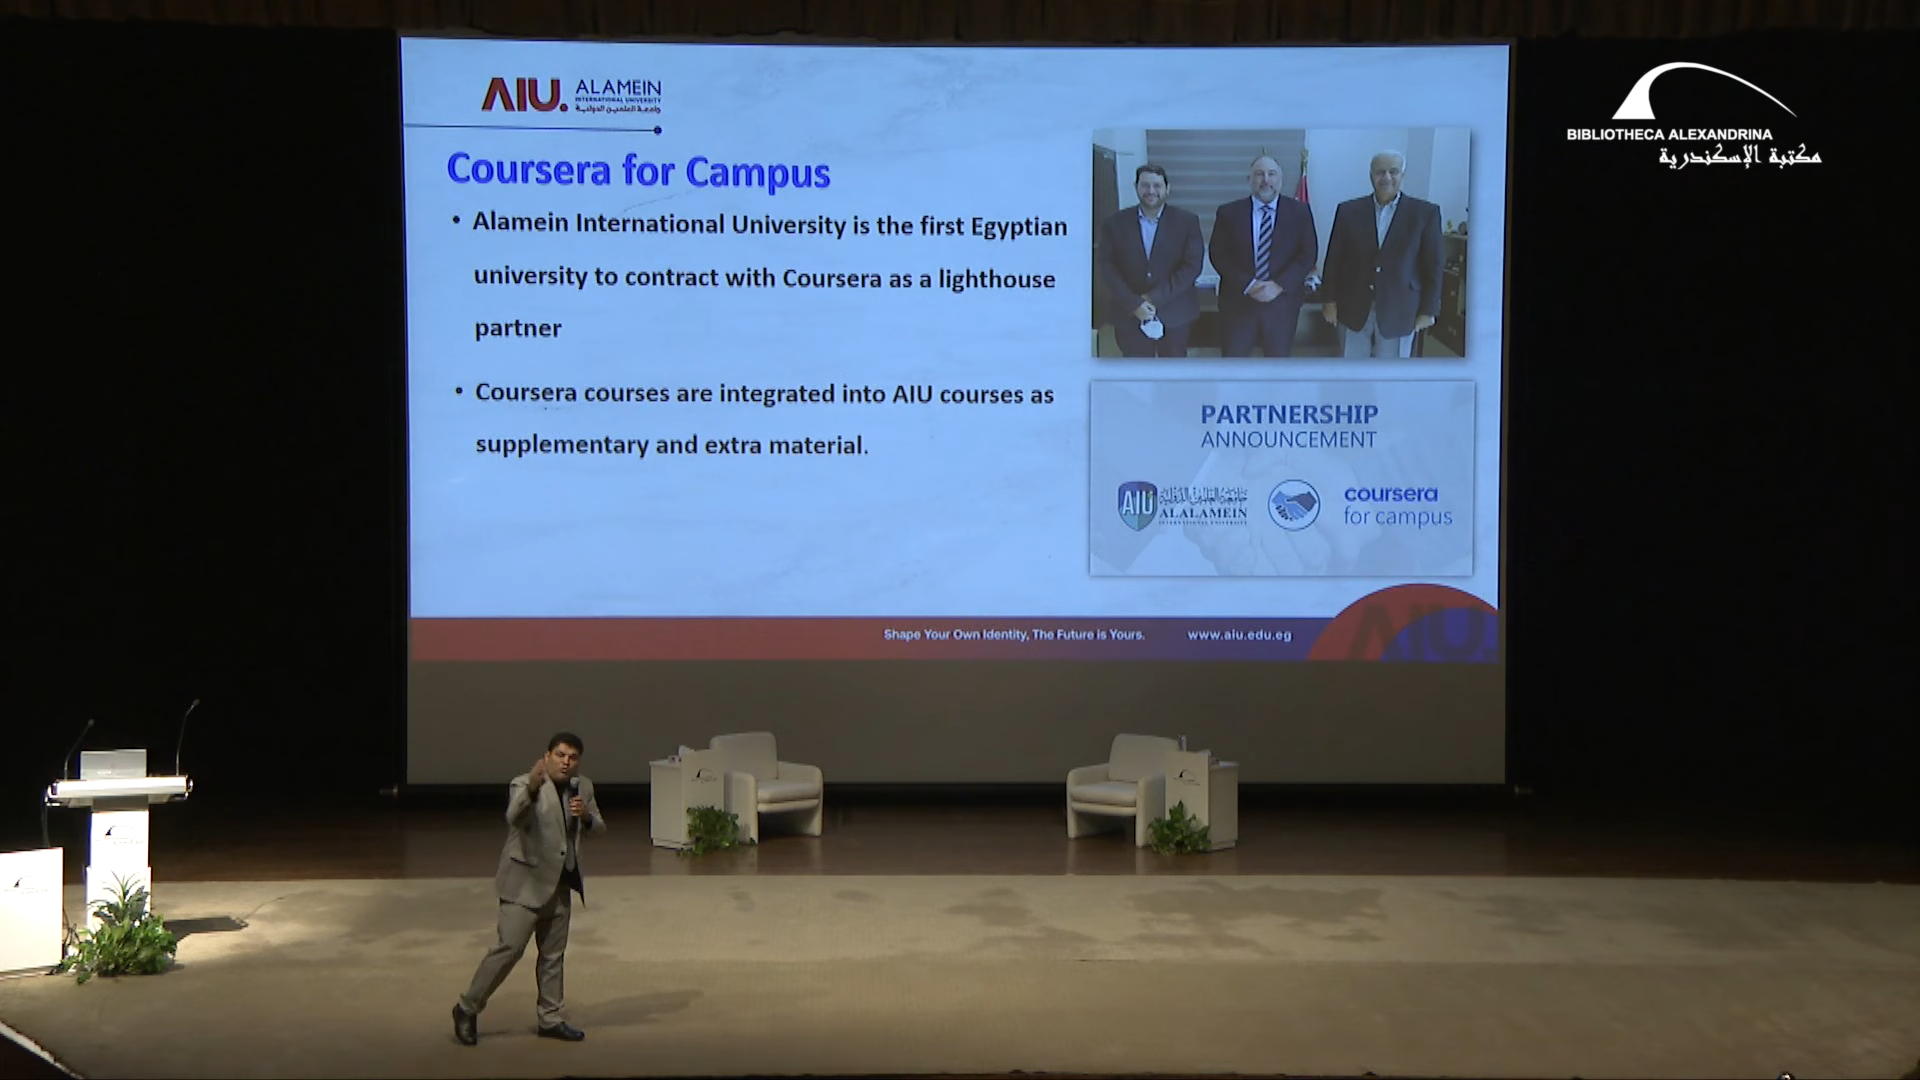 AIU. ALAMEIN
INTERNATIONAL UNIVERSITY
جامعة العلمين الدولية
BIBLIOTHECA ALEXANDRINA
مكتبة الإسكندرية
Coursera for Campus
• Alamein International University is the first Egyptian
university to contract with Coursera as a lighthouse
partner
• Coursera courses are integrated into AIU courses as
supplementary and extra material.
PARTNERSHIP
ANNOUNCEMENT
AIU
جامعة العلمين الدولية
ALALAMEIN
INTERNATIONAL UNIVERSITY
coursera
for campus
Shape Your Own Identity, The Future is Yours. www.aiu.edu.eg
AIU.